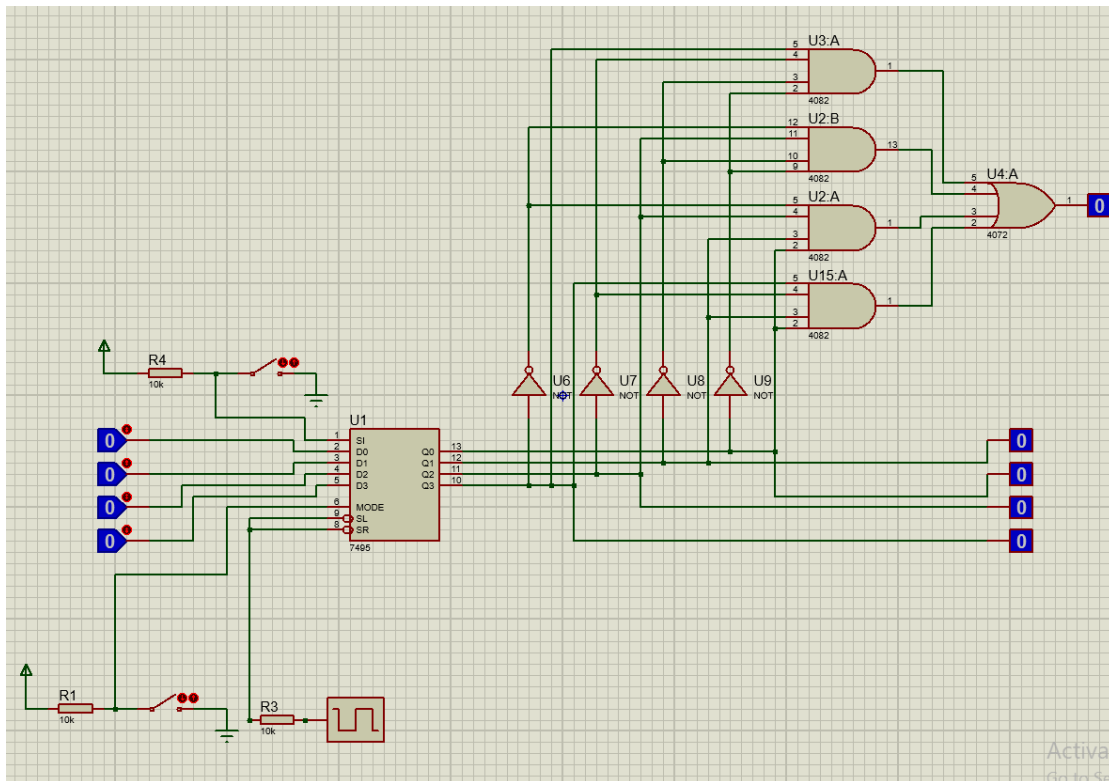 U3:A
5
4
3
2
1
4082
U2:B
12
11
10
9
13
4082
U2:A
5
4
3
2
1
4082
U15:A
5
4
3
2
1
4082
U4:A
5
4
3
2
1
4072
0
U6
NOT
U7
NOT
U8
NOT
U9
NOT
R4
10k
U1
1 SI
2 D0
3 D1
4 D2
5 D3
6 MODE
9 SL
8 SR
Q0 13
Q1 12
Q2 11
Q3 10
7495
0
0
0
0
0
0
0
0
R1
10k
R3
10k
Activa